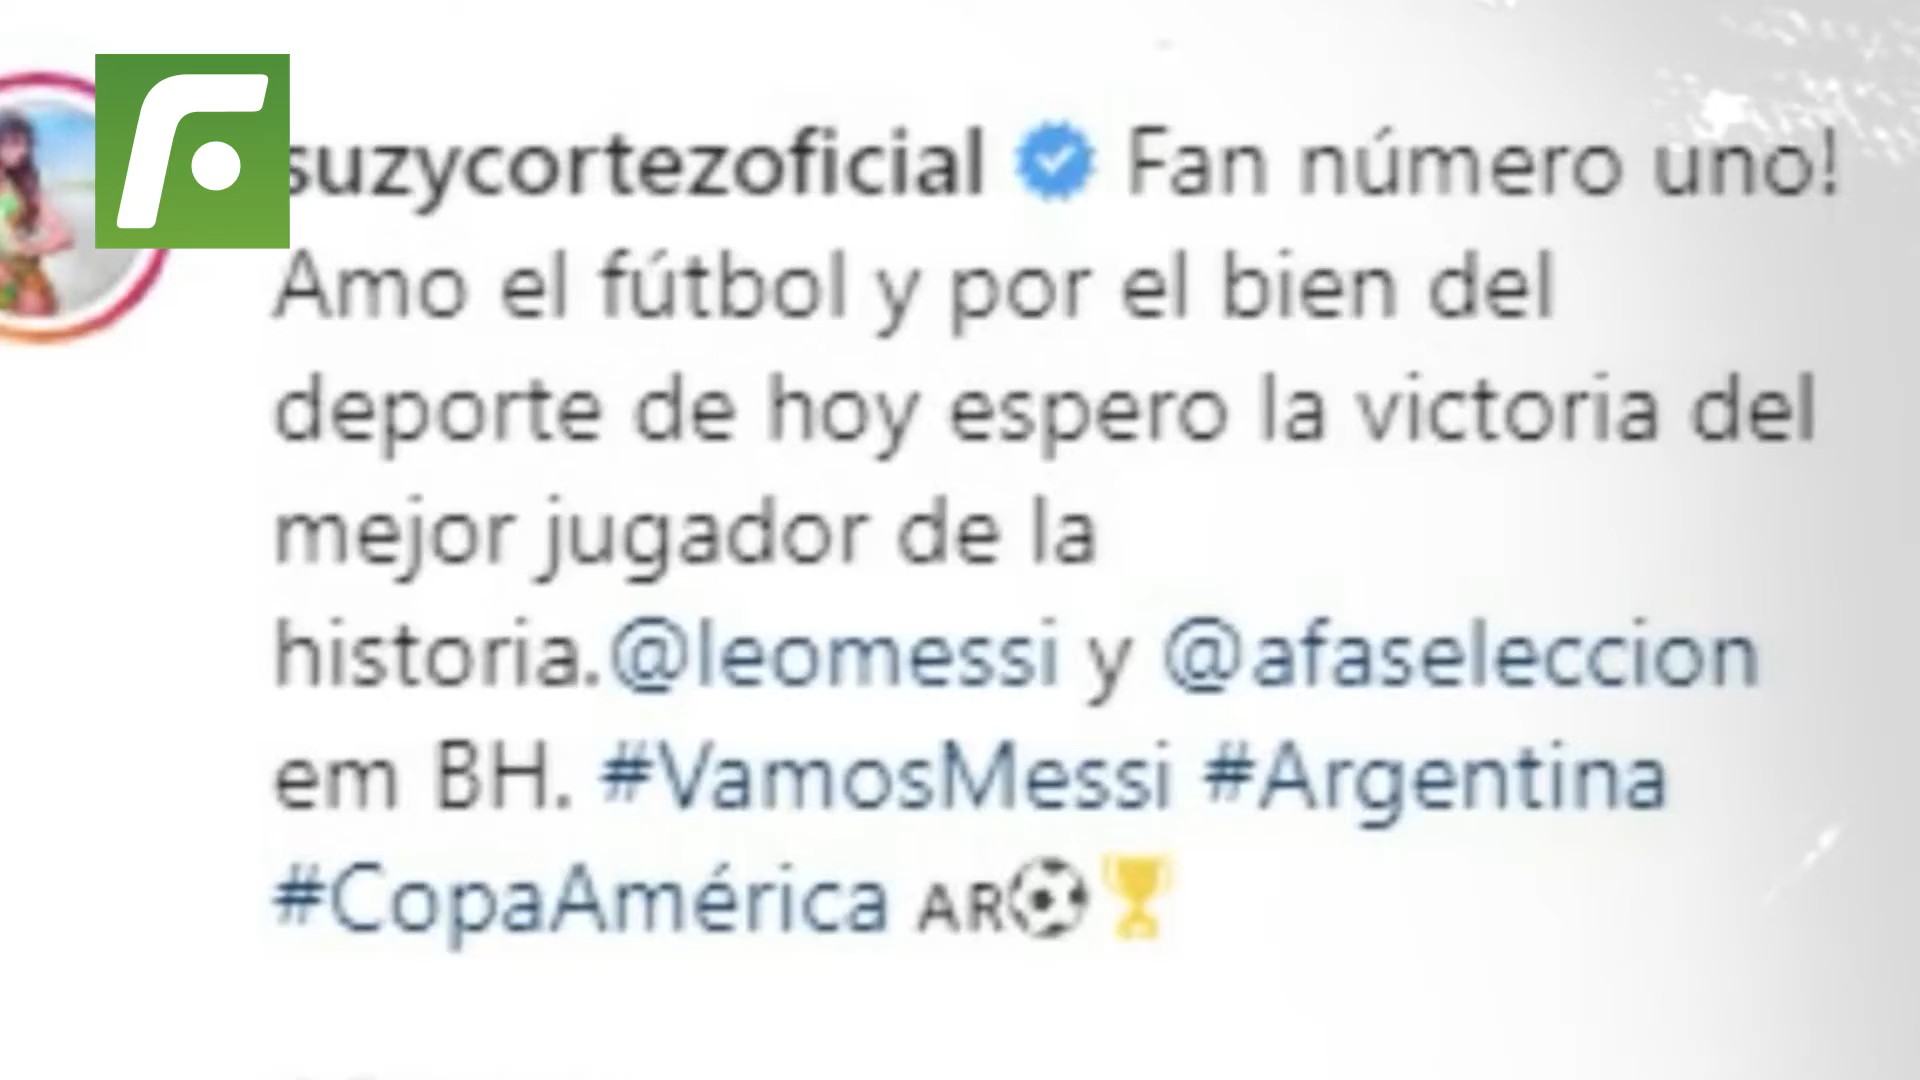 suzycortezoficial Fan número uno!
Amo el fútbol y por el bien del
deporte de hoy espero la victoria del
mejor jugador de la
historia.@leomessi y @afaseleccion
em BH. #VamosMessi #Argentina
#CopaAmérica AR⚽🏆